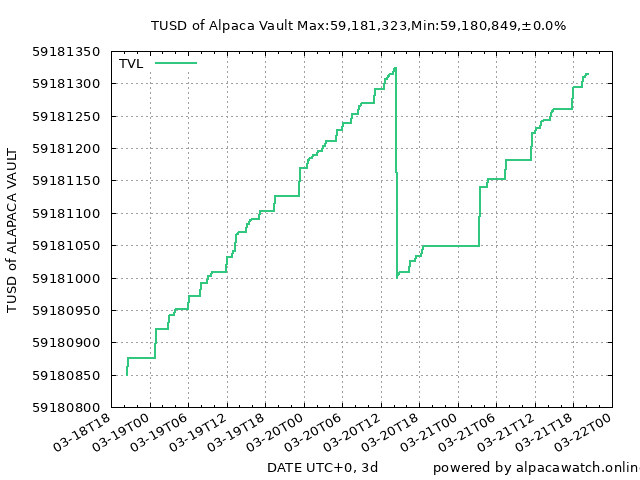 TUSD of Alpaca Vault Max:59,181,323,Min:59,180,849,±0.0%
TVL
TUSD of ALAPACA VAULT
59181350
59181300
59181250
59181200
59181150
59181100
59181050
59181000
59180950
59180900
59180850
59180800
03-18T18
03-19T00
03-19T06
03-19T12
03-19T18
03-20T00
03-20T06
03-20T12
03-20T18
03-21T00
03-21T06
03-21T12
03-21T18
03-22T00
DATE UTC+0, 3d
powered by alpacawatch.onlin